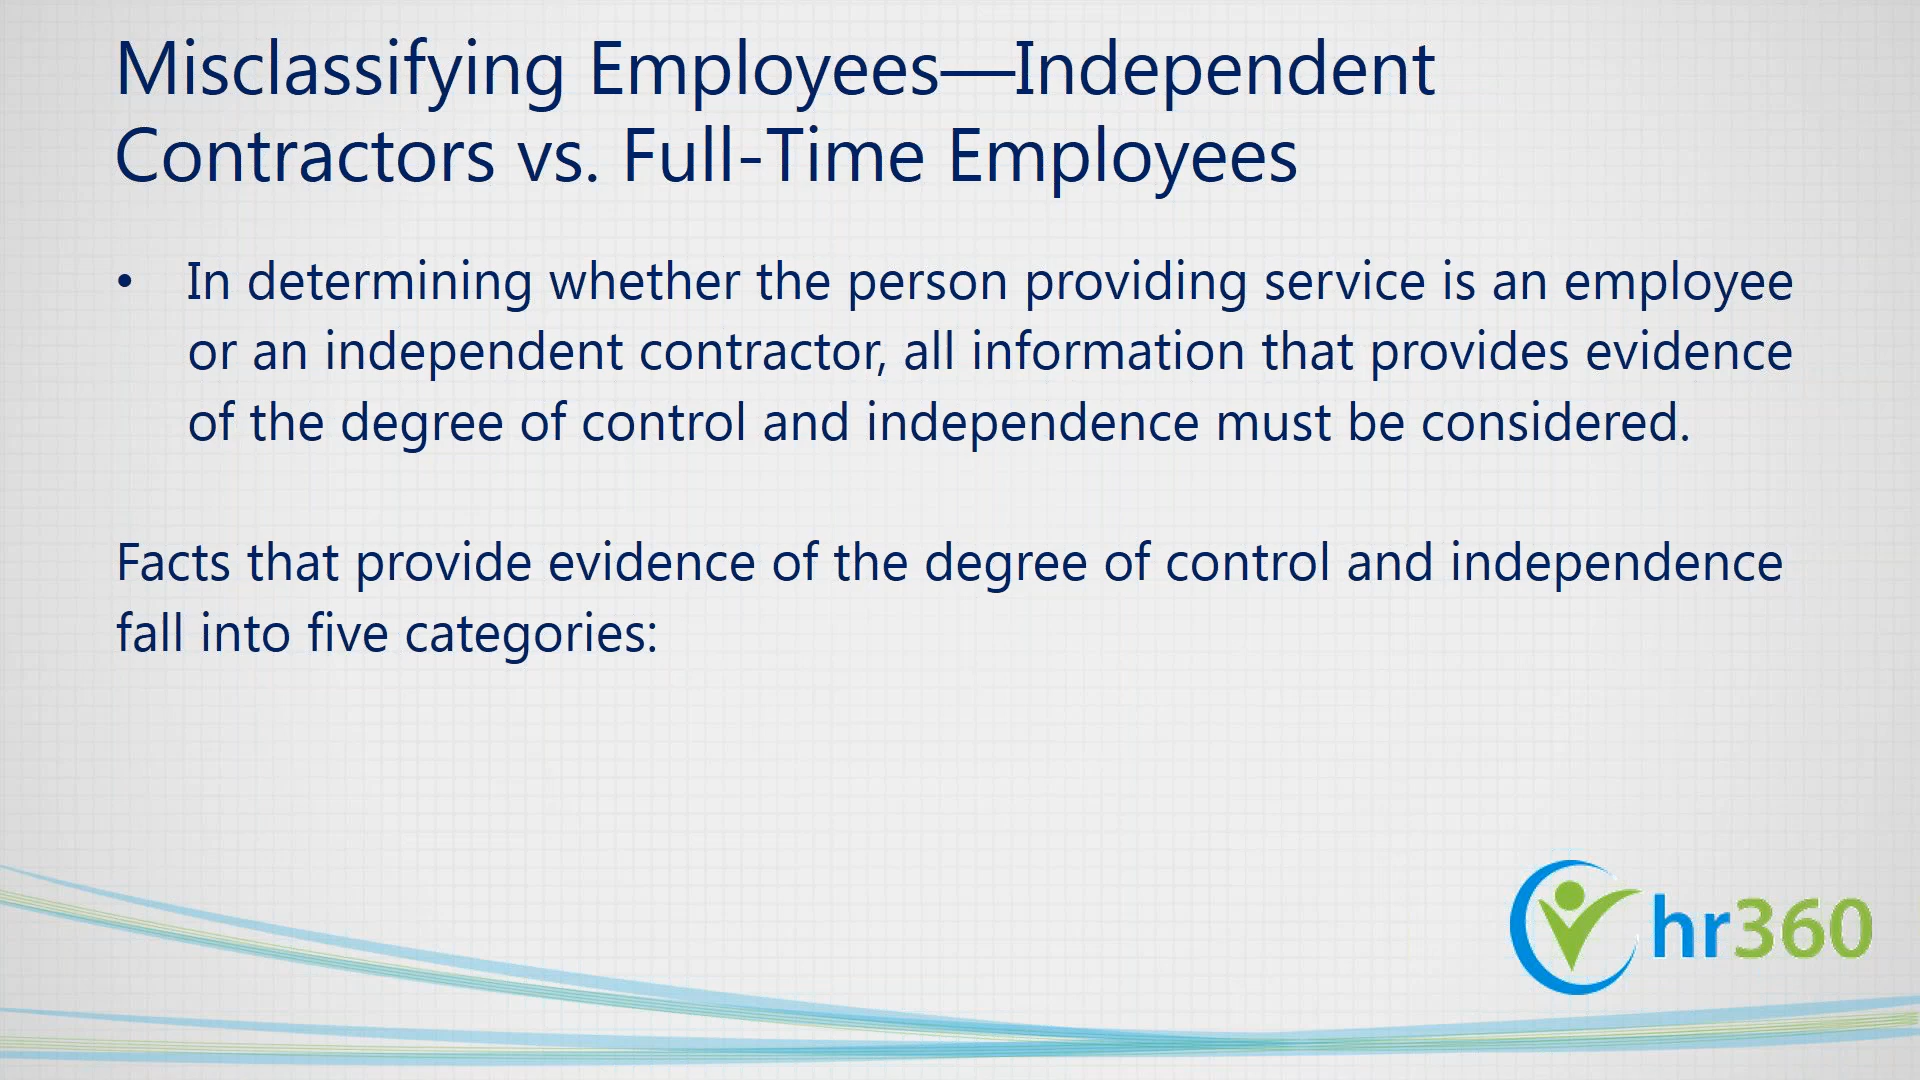 Misclassifying Employees—Independent
Contractors vs. Full-Time Employees
• In determining whether the person providing service is an employee
or an independent contractor, all information that provides evidence
of the degree of control and independence must be considered.
Facts that provide evidence of the degree of control and independence
fall into five categories:
hr360